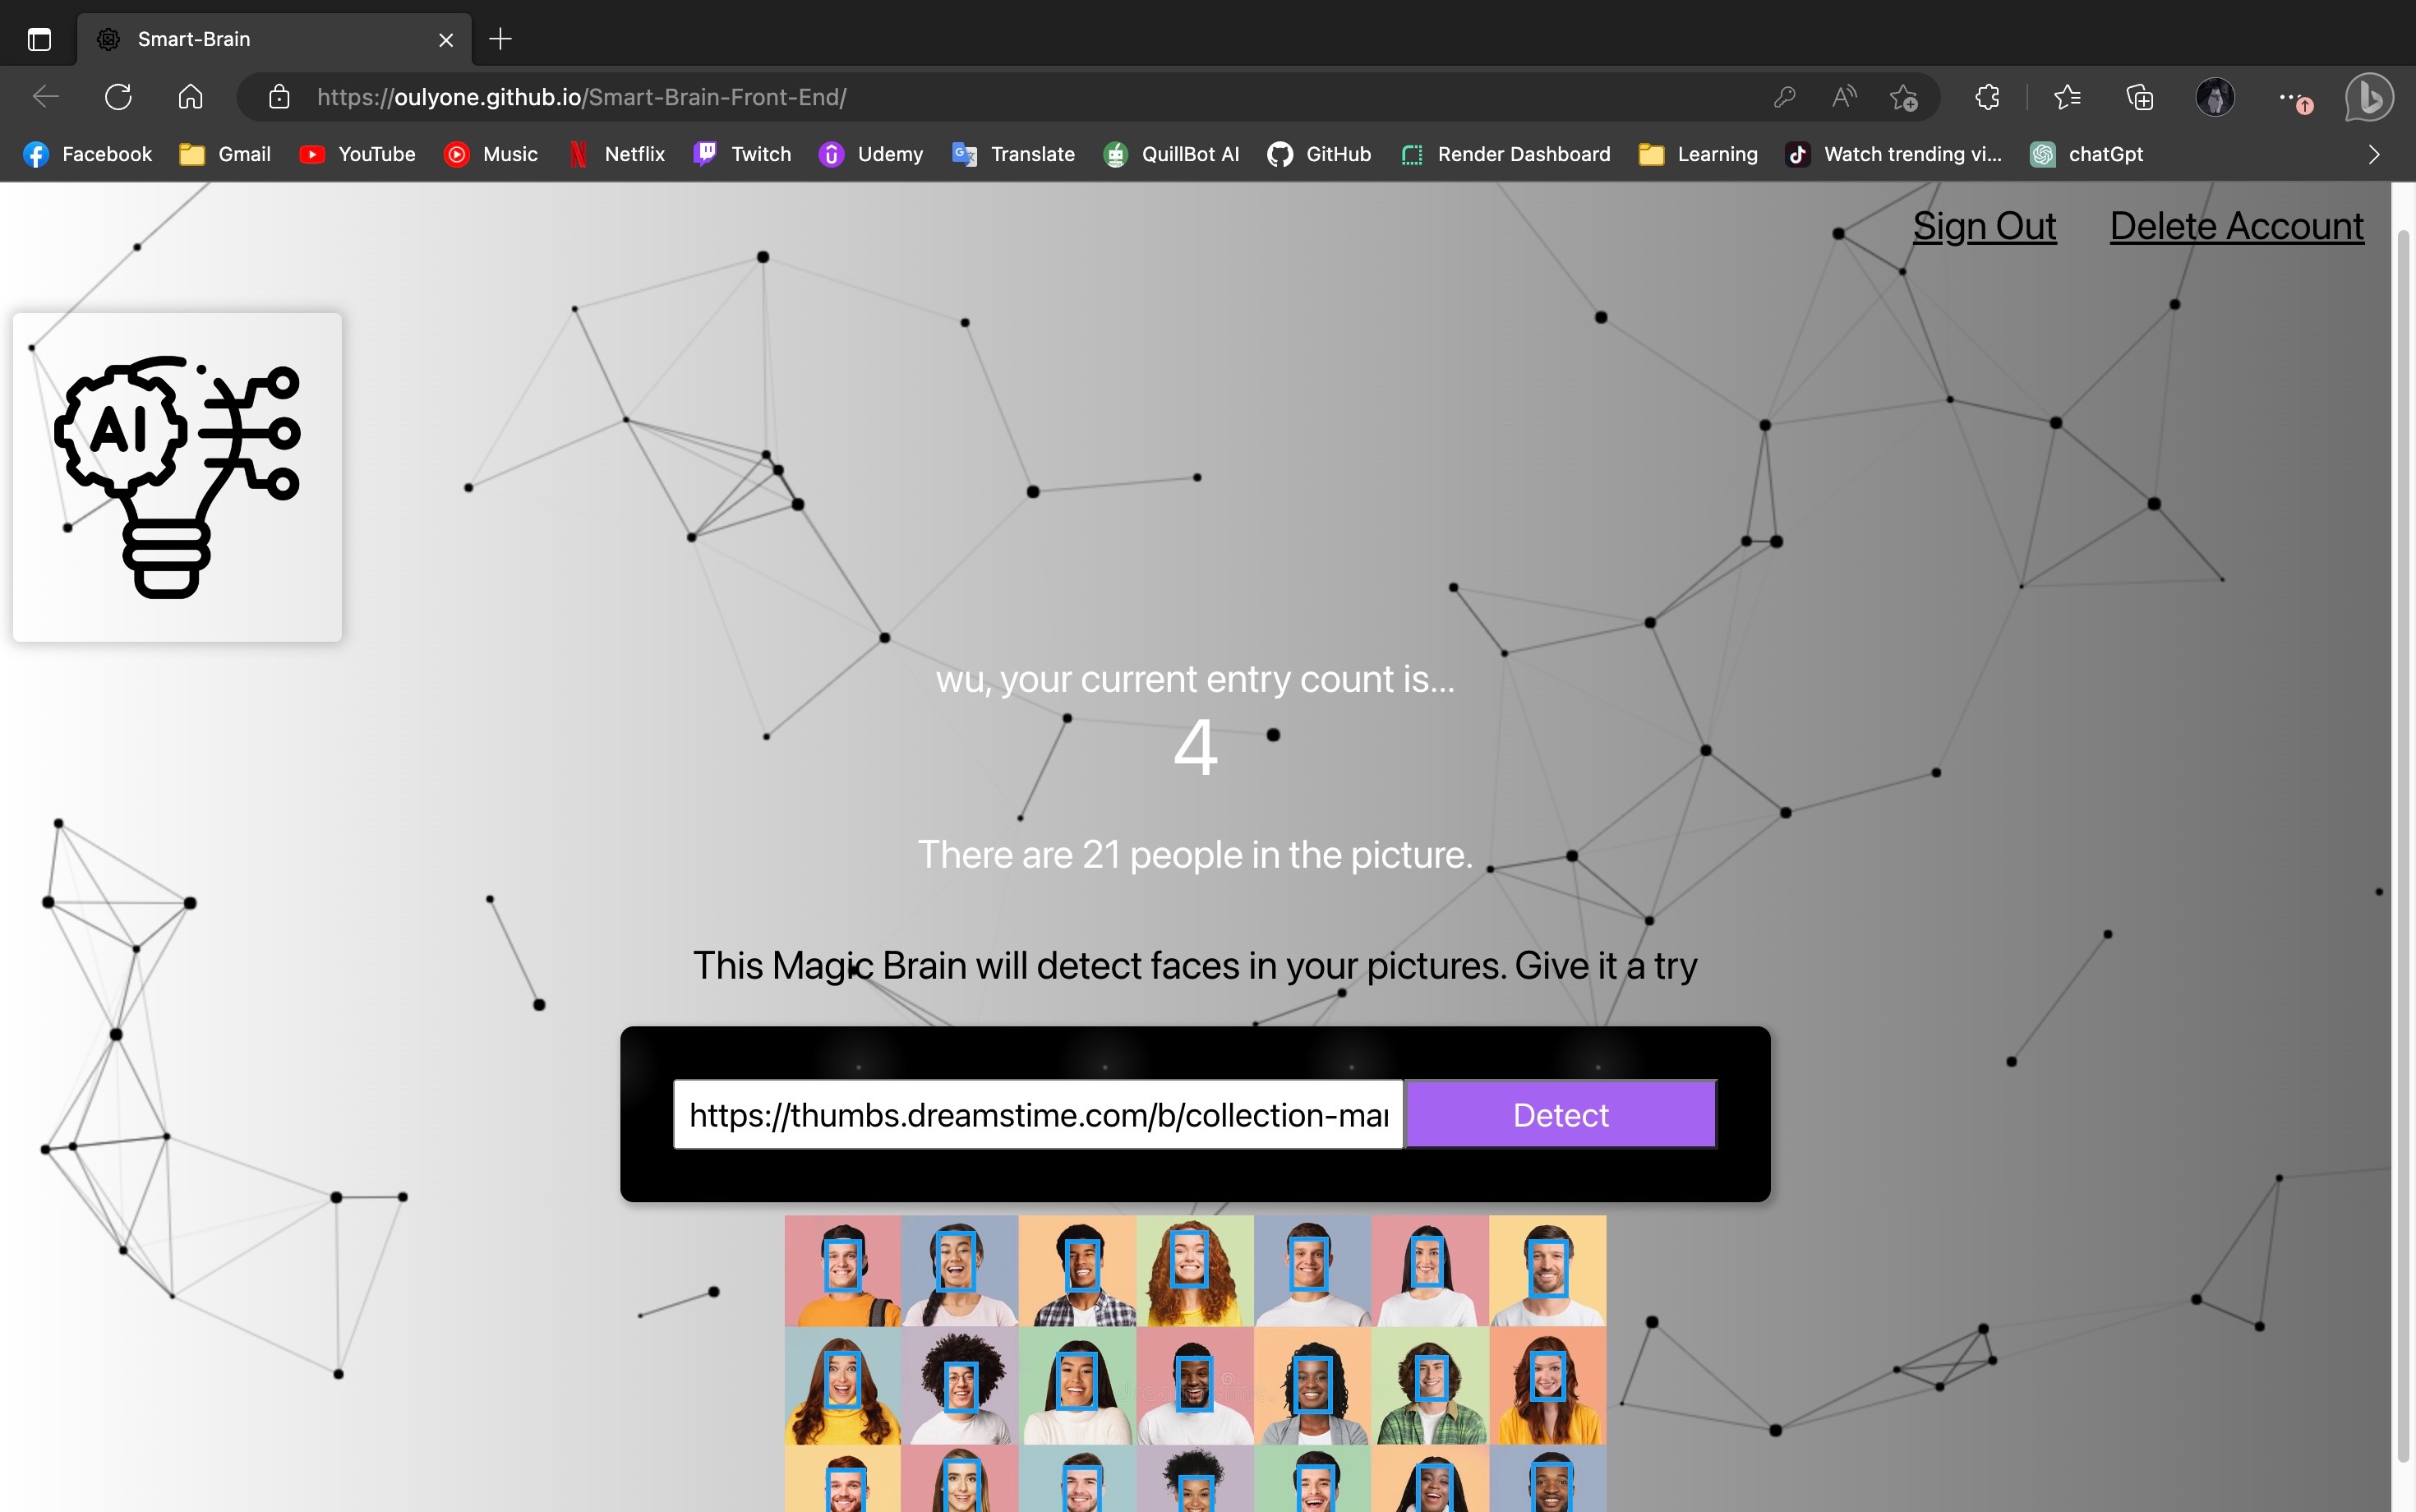 Smart-Brain
https://oulyone.github.io/Smart-Brain-Front-End/
Facebook Gmail YouTube Music Netflix Twitch Udemy Translate QuillBot AI GitHub Render Dashboard Learning Watch trending vi... chatGpt
Sign Out Delete Account
AI
wu, your current entry count is...
4
There are 21 people in the picture.
This Magic Brain will detect faces in your pictures. Give it a try
https://thumbs.dreamstime.com/b/collection-mar Detect